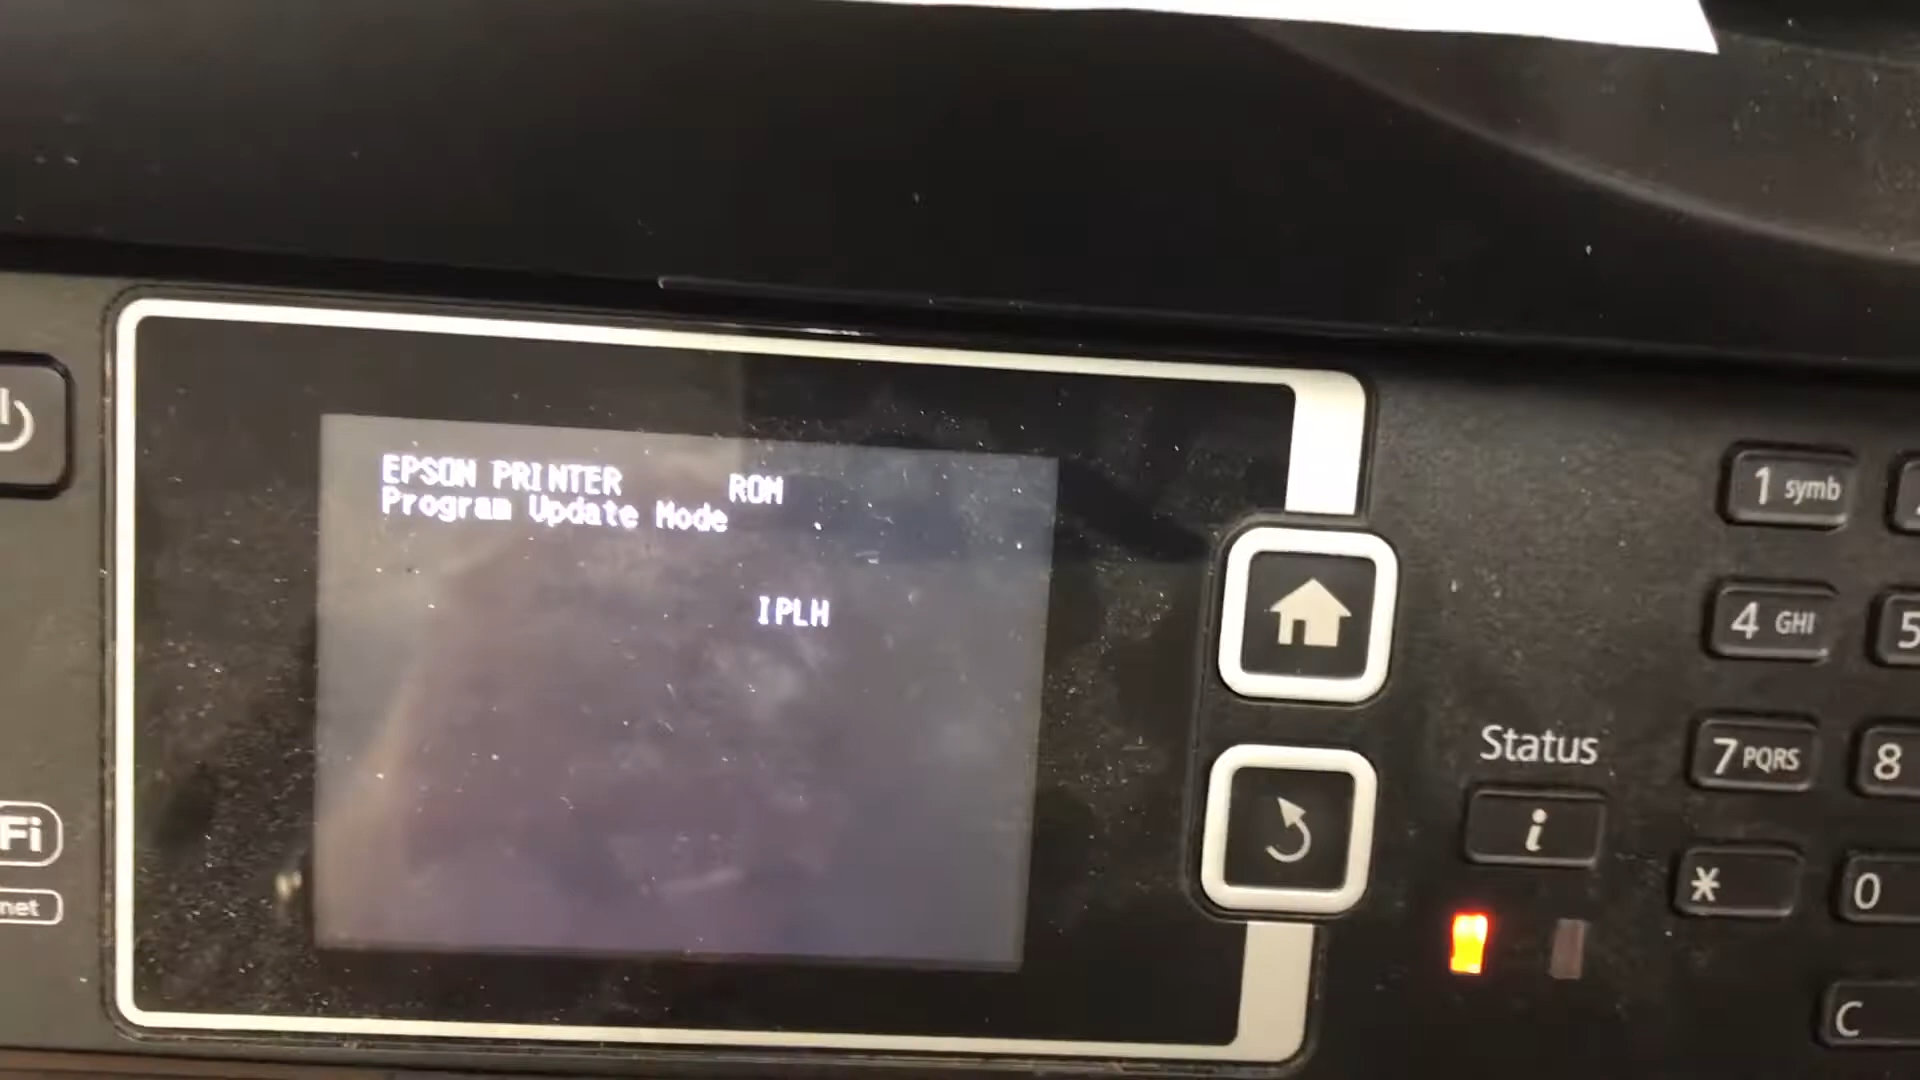 EPSON PRINTER ROM
Program Update Mode
IPLH
1 symb
4 GHI
5
Status
7 PQRS
8
i
Fi
net
*
0
C